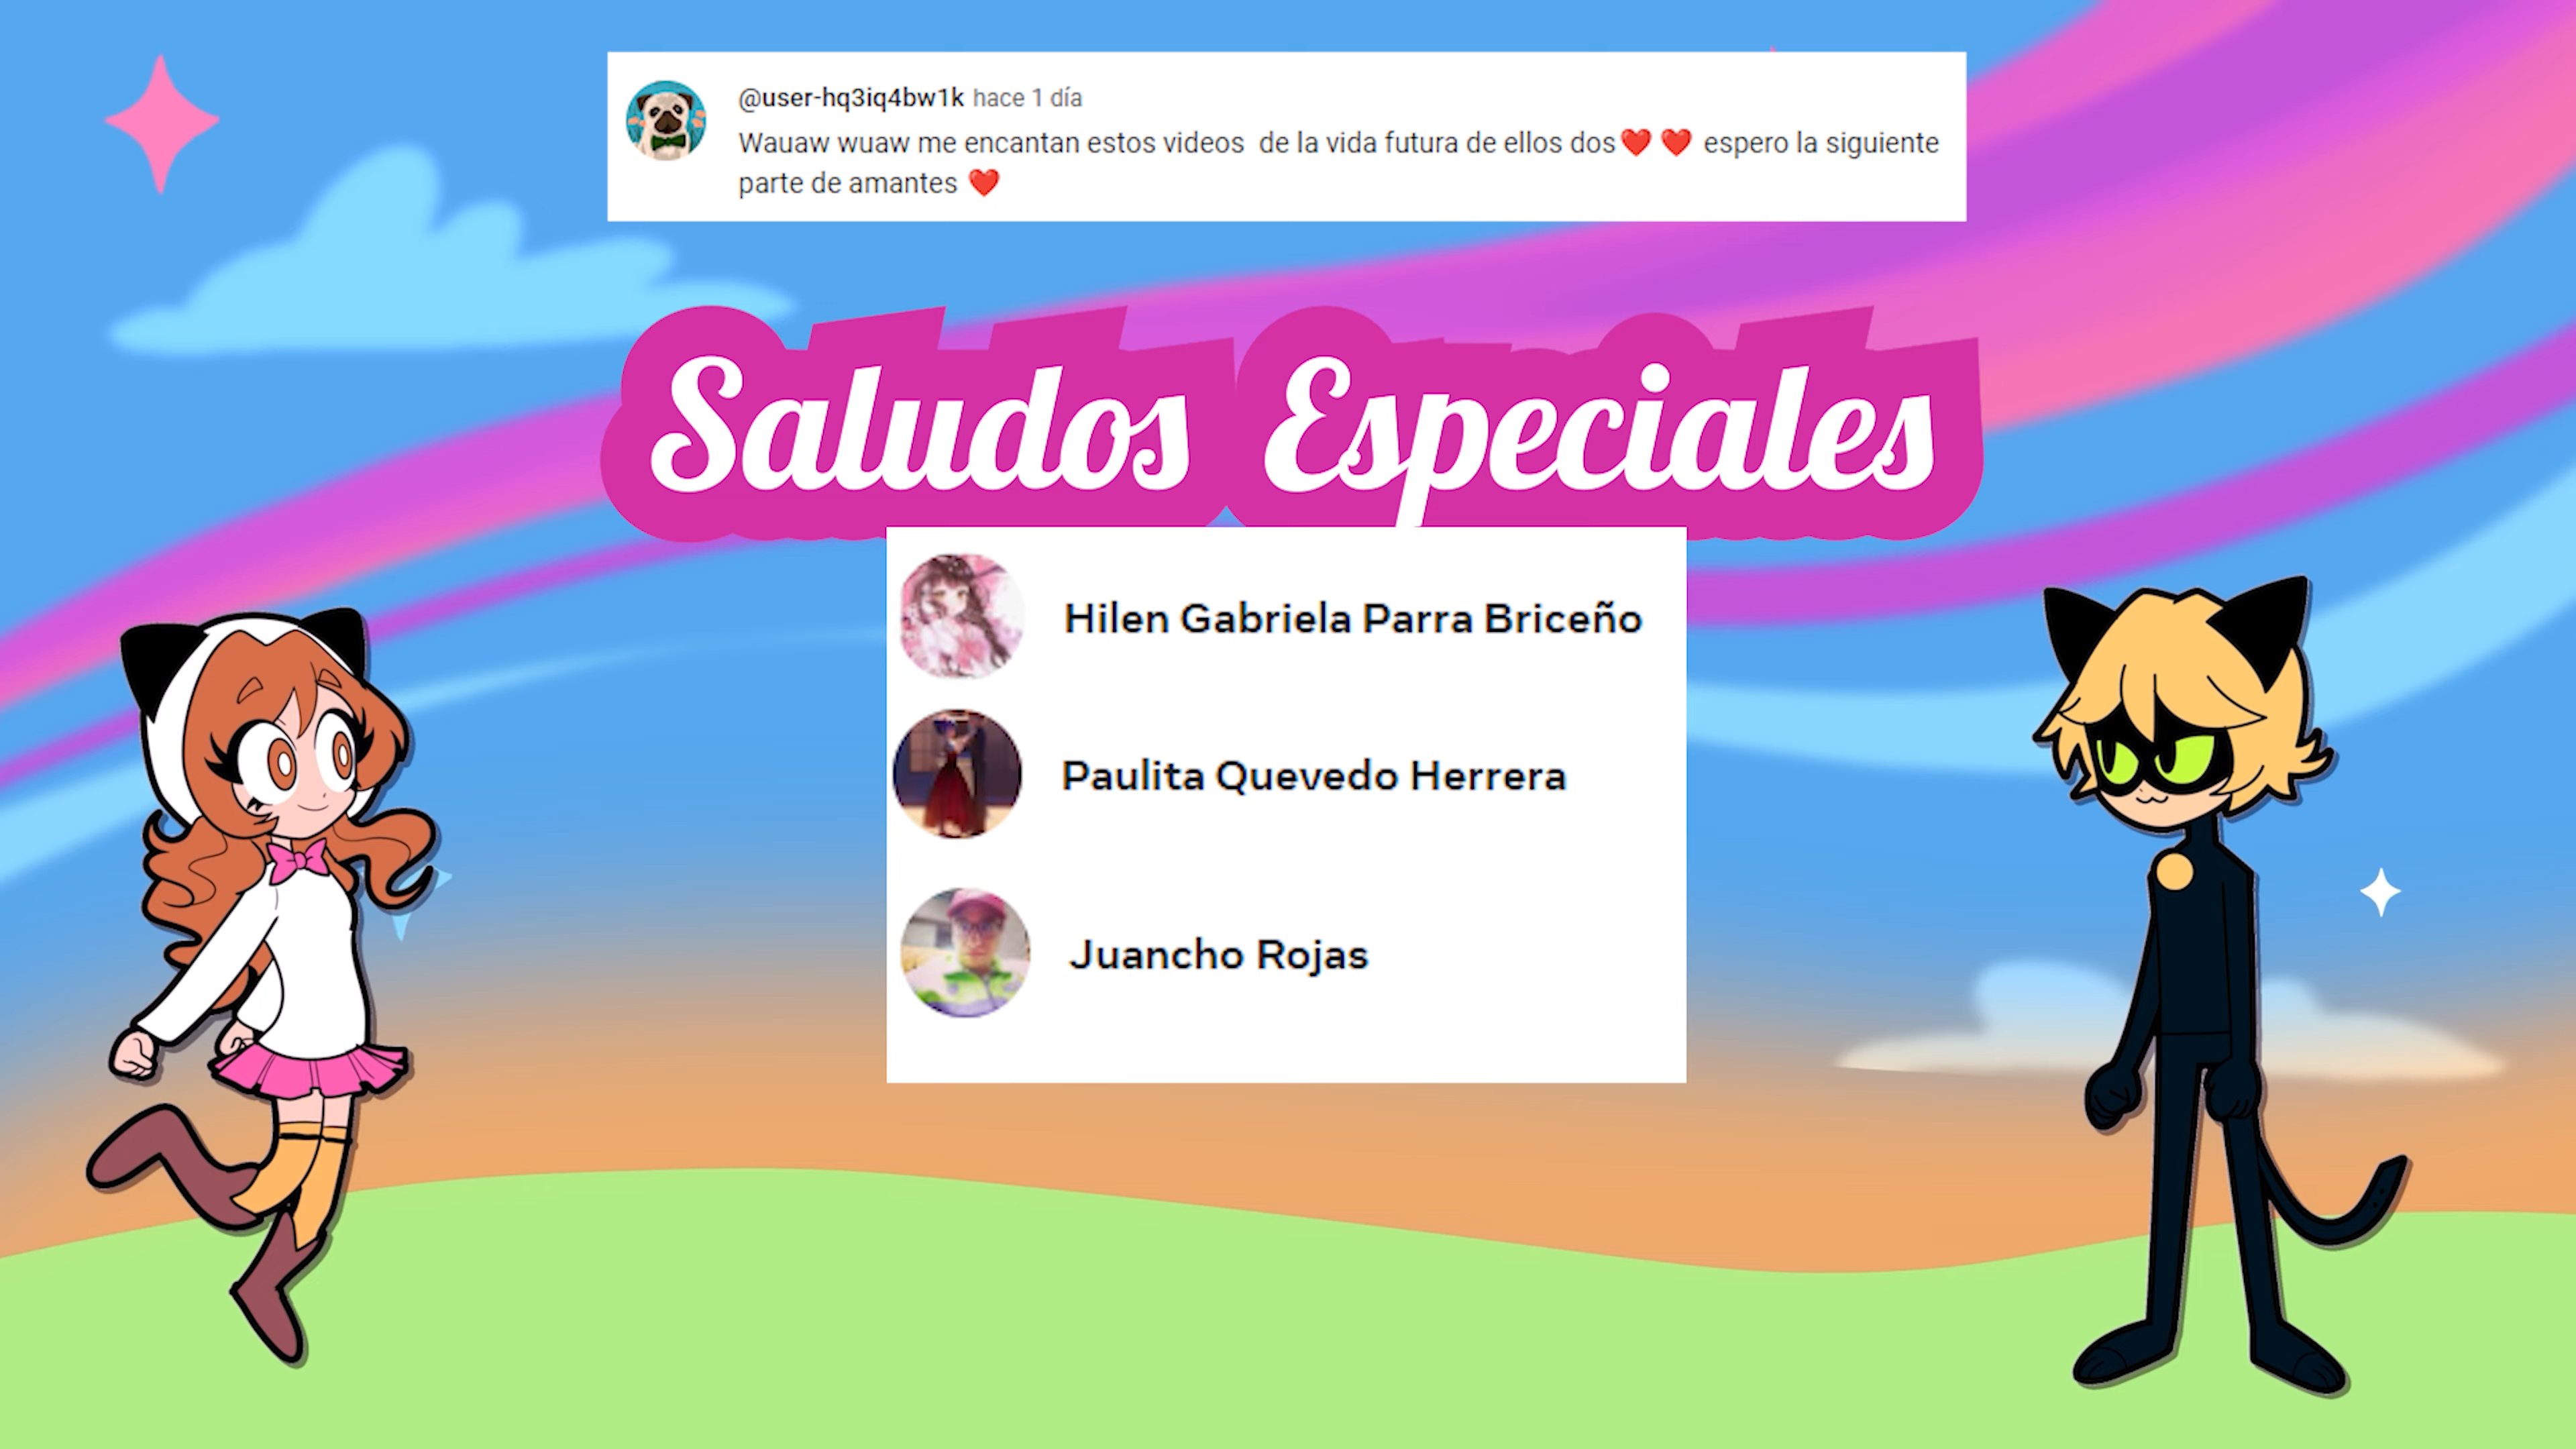 @user-hq3iq4bw1k hace 1 día
Wauaw wuaw me encantan estos videos  de la vida futura de ellos dos❤️ ❤️ espero la siguiente
parte de amantes ❤️
Saludos Especiales
Hilen Gabriela Parra Briceño
Paulita Quevedo Herrera
Juancho Rojas